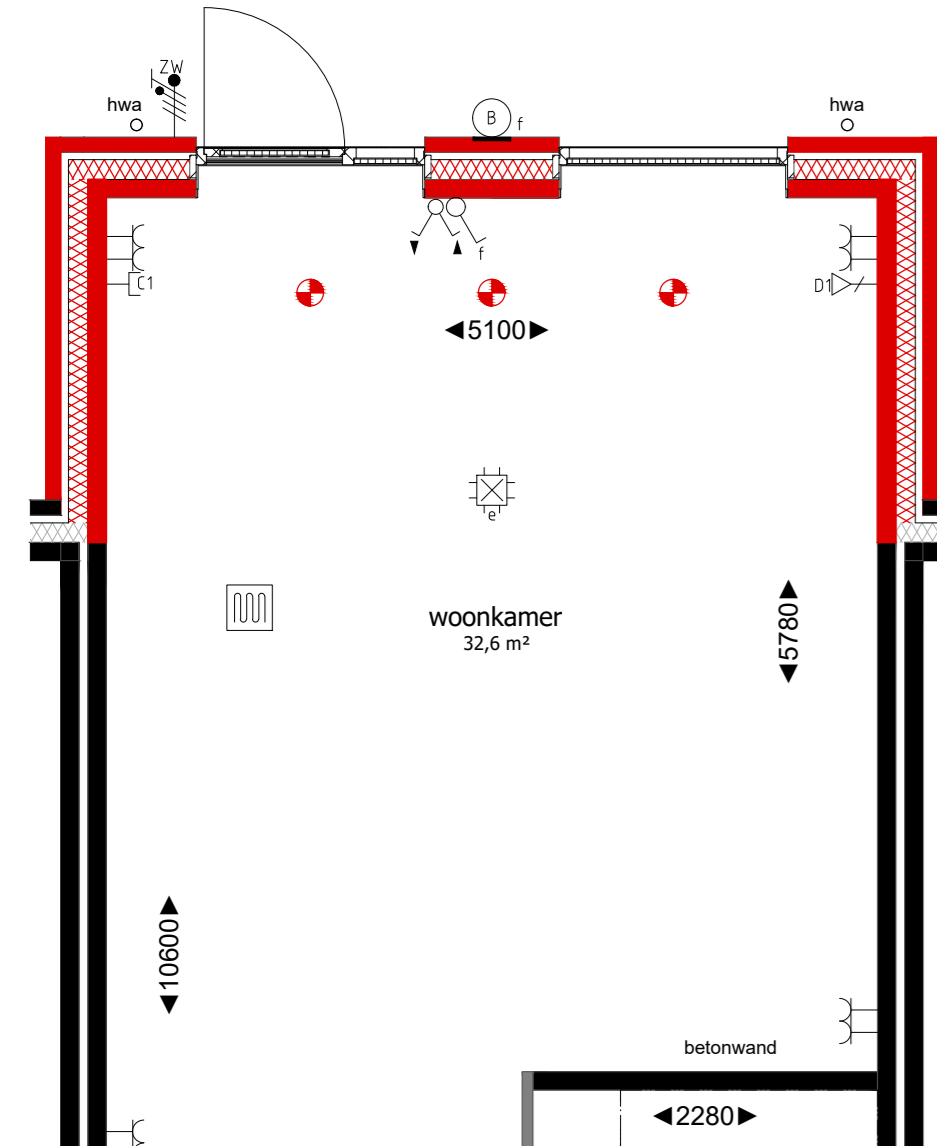 ZW
hwa
B
f
hwa
f
C1
D1
5100
e
woonkamer
32,6 m²
5780
10600
betonwand
2280